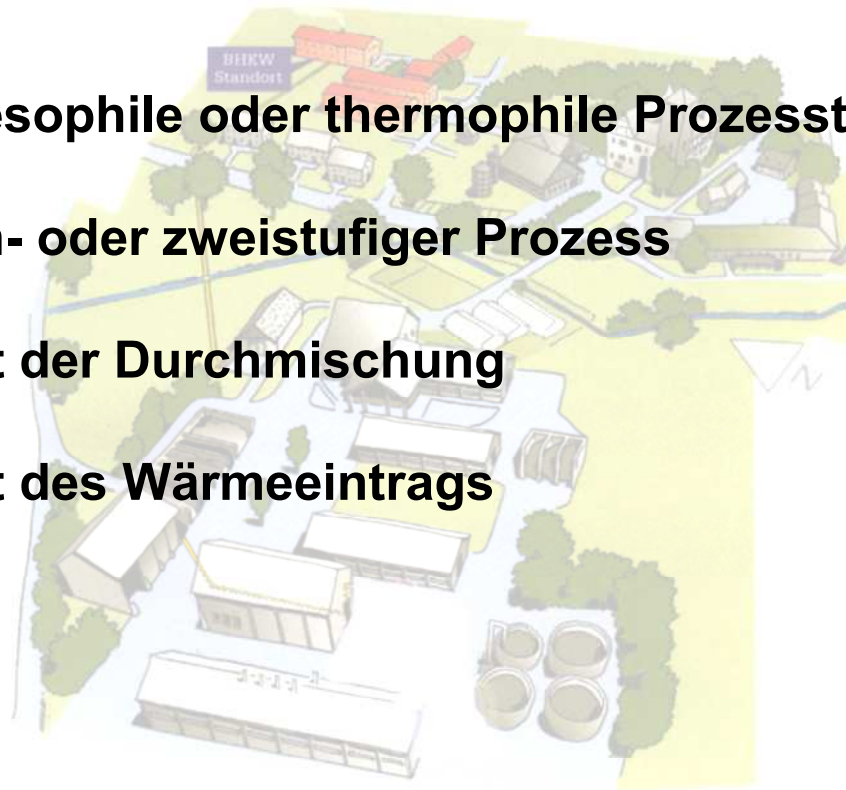 BHKW
Standort
esophile oder thermophile Prozesst
n- oder zweistufiger Prozess
t der Durchmischung
N
t des Wärmeeintrags